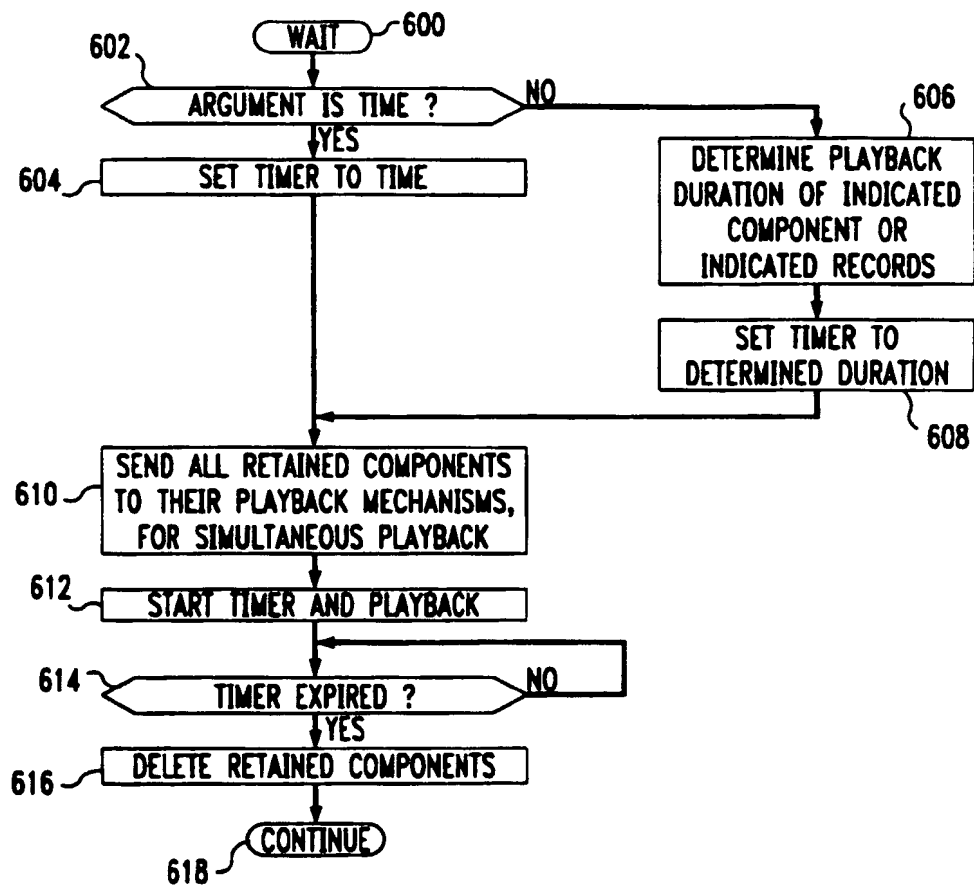 WAIT
600
602
ARGUMENT IS TIME ?
NO
YES
604
SET TIMER TO TIME
606
DETERMINE PLAYBACK
DURATION OF INDICATED
COMPONENT OR
INDICATED RECORDS
SET TIMER TO
DETERMINED DURATION
608
610
SEND ALL RETAINED COMPONENTS
TO THEIR PLAYBACK MECHANISMS,
FOR SIMULTANEOUS PLAYBACK
612
START TIMER AND PLAYBACK
614
TIMER EXPIRED ?
NO
YES
616
DELETE RETAINED COMPONENTS
CONTINUE
618